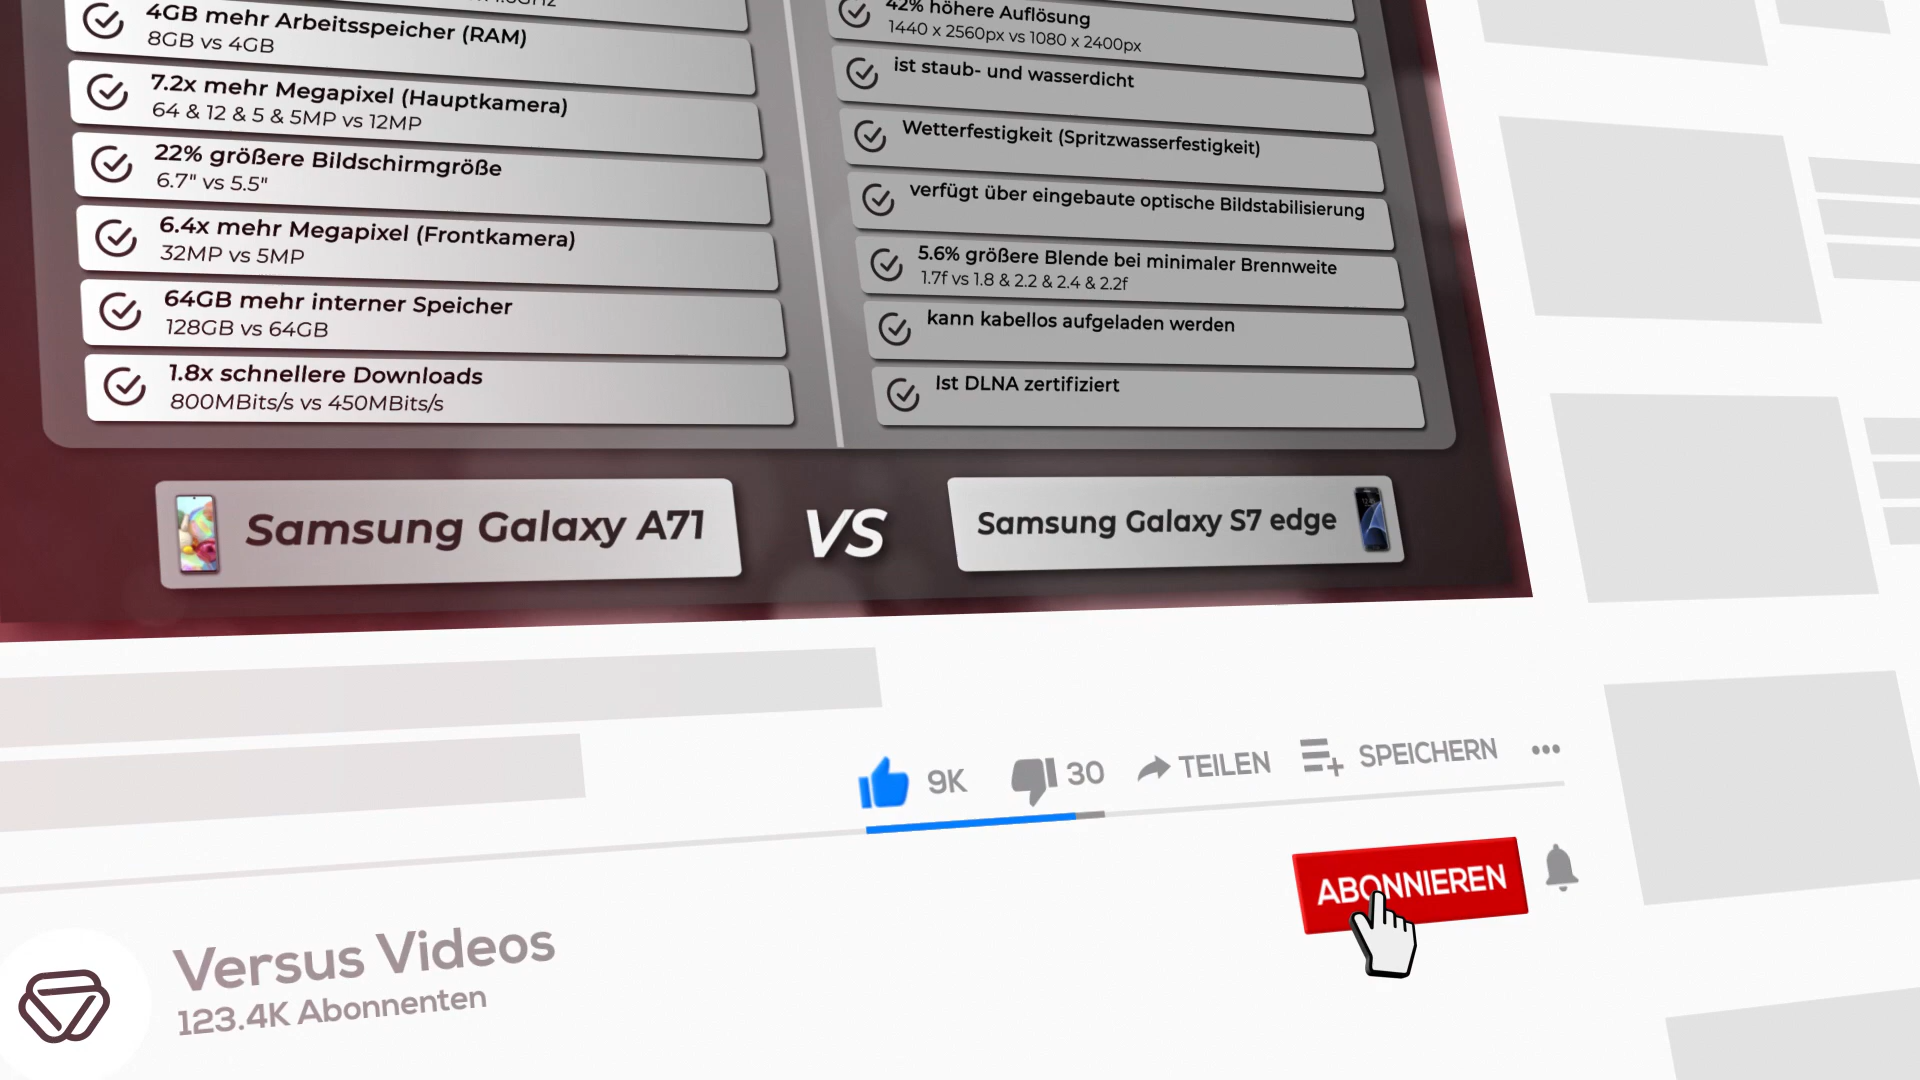 4GB mehr Arbeitsspeicher (RAM)
8GB vs 4GB
7.2x mehr Megapixel (Hauptkamera)
64 & 12 & 5 & 5MP vs 12MP
22% größere Bildschirmgröße
6.7" vs 5.5"
6.4x mehr Megapixel (Frontkamera)
32MP vs 5MP
64GB mehr interner Speicher
128GB vs 64GB
1.8x schnellere Downloads
800MBits/s vs 450MBits/s
42% höhere Auflösung
1440 x 2560px vs 1080 x 2400px
ist staub- und wasserdicht
Wetterfestigkeit (Spritzwasserfestigkeit)
verfügt über eingebaute optische Bildstabilisierung
5.6% größere Blende bei minimaler Brennweite
1.7f vs 1.8 & 2.2 & 2.4 & 2.2f
kann kabellos aufgeladen werden
Ist DLNA zertifiziert
Samsung Galaxy A71
VS
Samsung Galaxy S7 edge
9K 30 TEILEN SPEICHERN
ABONNIEREN
Versus Videos
123.4K Abonnenten